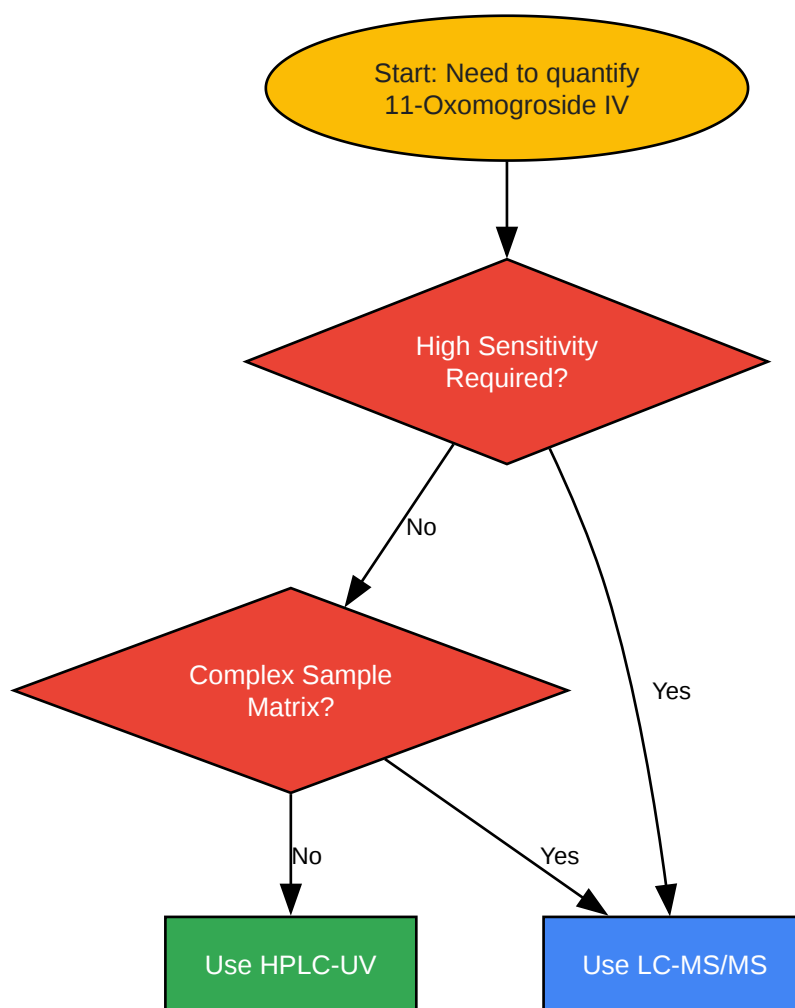 Start: Need to quantify
11-Oxomogroside IV
High Sensitivity
Required?
No
Complex Sample
Matrix?
Yes
No
Yes
Use HPLC-UV
Use LC-MS/MS